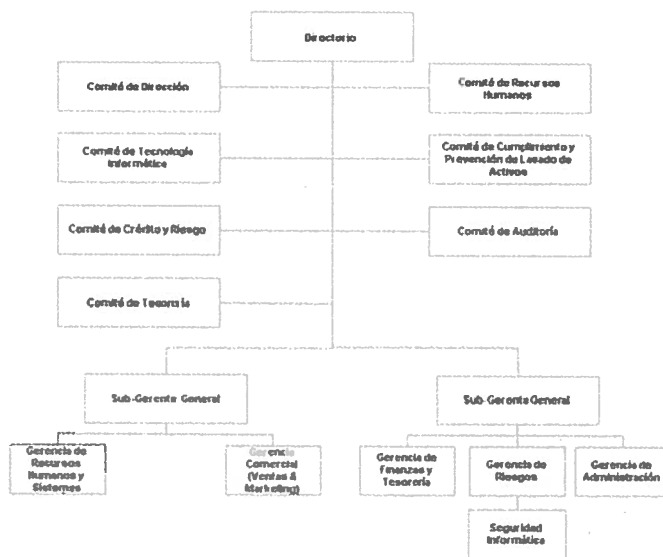 Directorio
Comité de Dirección
Comité de Recursos
Humanos
Comité de Tecnología
Informática
Comité de Cumplimiento y
Prevención de Lavado de
Activos
Comité de Crédito y Riesgo
Comité de Auditoría
Comité de Tesorería
Sub-Gerente General
Sub-Gerente General
Gerencia de
Recursos
Humanos y
Sistemas
Gerencia
Comercial
(Ventas &
Marketing)
Gerencia de
Finanzas y
Tesorería
Gerencia de
Riesgos
Gerencia de
Administración
Seguridad
Informática